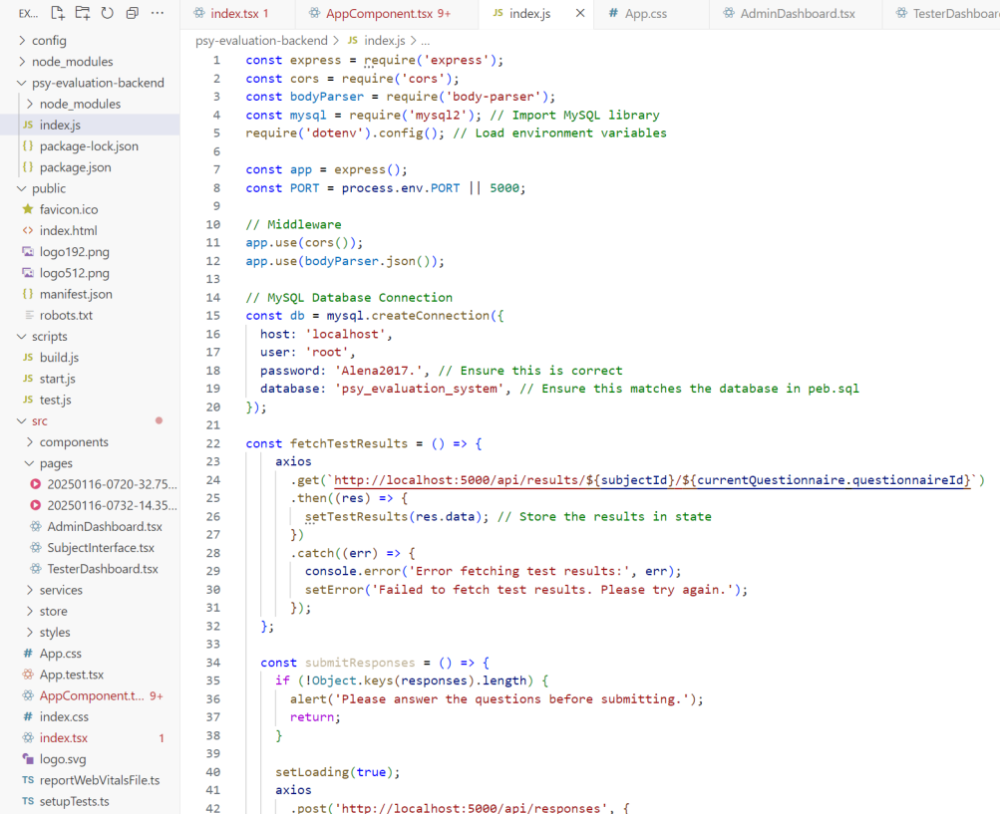 EX...
config
node_modules
psy-evaluation-backend
node_modules
JS index.js
{} package-lock.json
{} package.json
public
favicon.ico
<> index.html
logo192.png
logo512.png
{} manifest.json
robots.txt
scripts
JS build.js
JS start.js
JS test.js
src
components
pages
20250116-0720-32.75...
20250116-0732-14.35...
AdminDashboard.tsx
SubjectInterface.tsx
TesterDashboard.tsx
services
store
styles
# App.css
App.test.tsx
AppComponent.t... 9+
# index.css
index.tsx 1
logo.svg
TS reportWebVitalsFile.ts
TS setupTests.ts
index.tsx 1
AppComponent.tsx 9+
JS index.js
# App.css
AdminDashboard.tsx
TesterDashboar
psy-evaluation-backend > JS index.js > ...
1 const express = require('express');
2 const cors = require('cors');
3 const bodyParser = require('body-parser');
4 const mysql = require('mysql2'); // Import MySQL library
5 require('dotenv').config(); // Load environment variables
6
7 const app = express();
8 const PORT = process.env.PORT || 5000;
9
10 // Middleware
11 app.use(cors());
12 app.use(bodyParser.json());
13
14 // MySQL Database Connection
15 const db = mysql.createConnection({
16 host: 'localhost',
17 user: 'root',
18 password: 'Alena2017.', // Ensure this is correct
19 database: 'psy_evaluation_system', // Ensure this matches the database in peb.sql
20 });
21
22 const fetchTestResults = () => {
23 axios
24 .get(`http://localhost:5000/api/results/${subjectId}/${currentQuestionnaire.questionnaireId}`)
25 .then((res) => {
26 setTestResults(res.data); // Store the results in state
27 })
28 .catch((err) => {
29 console.error('Error fetching test results:', err);
30 setError('Failed to fetch test results. Please try again.');
31 });
32 };
33
34 const submitResponses = () => {
35 if (!Object.keys(responses).length) {
36 alert('Please answer the questions before submitting.');
37 return;
38 }
39
40 setLoading(true);
41 axios
42 .post('http://localhost:5000/api/responses', {